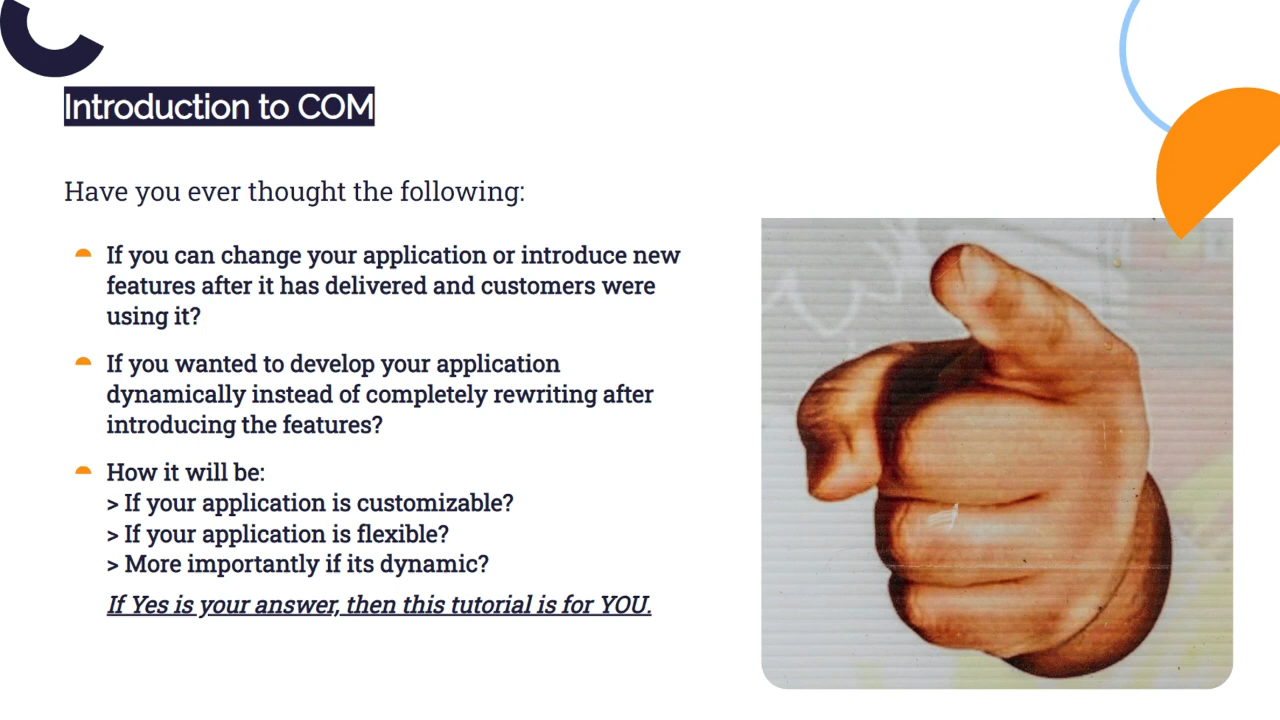 Introduction to COM
Have you ever thought the following:
If you can change your application or introduce new
features after it has delivered and customers were
using it?
If you wanted to develop your application
dynamically instead of completely rewriting after
introducing the features?
How it will be:
> If your application is customizable?
> If your application is flexible?
> More importantly if its dynamic?
If Yes is your answer, then this tutorial is for YOU.